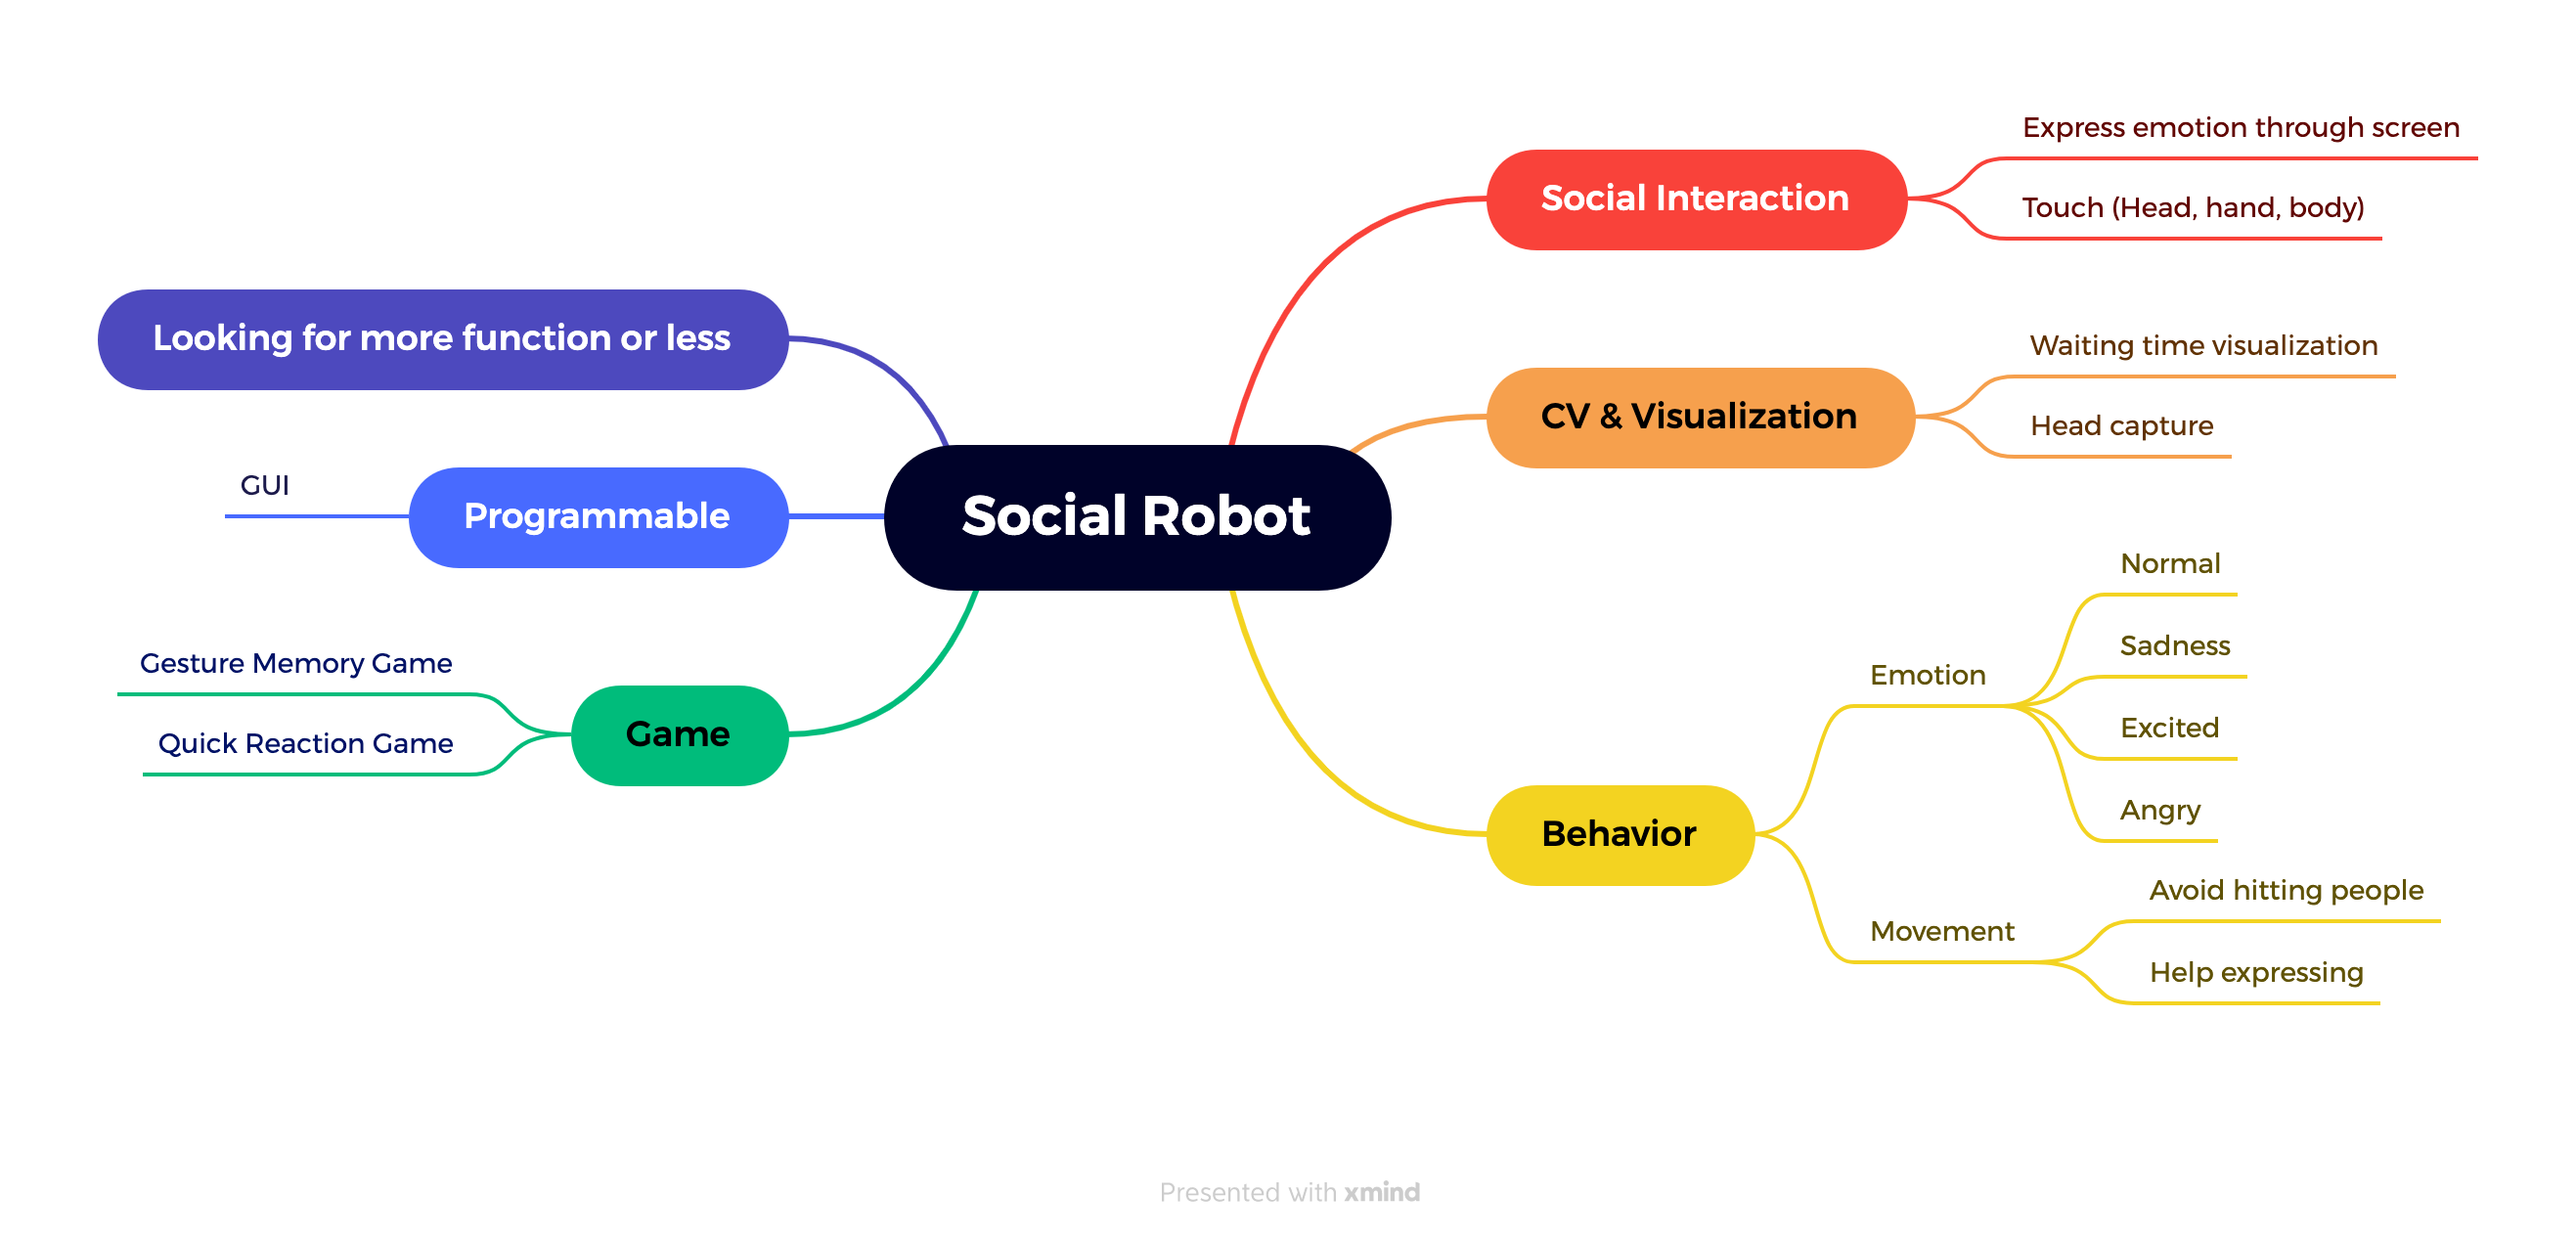 Social Robot
Social Interaction
Express emotion through screen
Touch (Head, hand, body)
CV & Visualization
Waiting time visualization
Head capture
Behavior
Emotion
Normal
Sadness
Excited
Angry
Movement
Avoid hitting people
Help expressing
Looking for more function or less
Programmable
GUI
Game
Gesture Memory Game
Quick Reaction Game
Presented with xmind